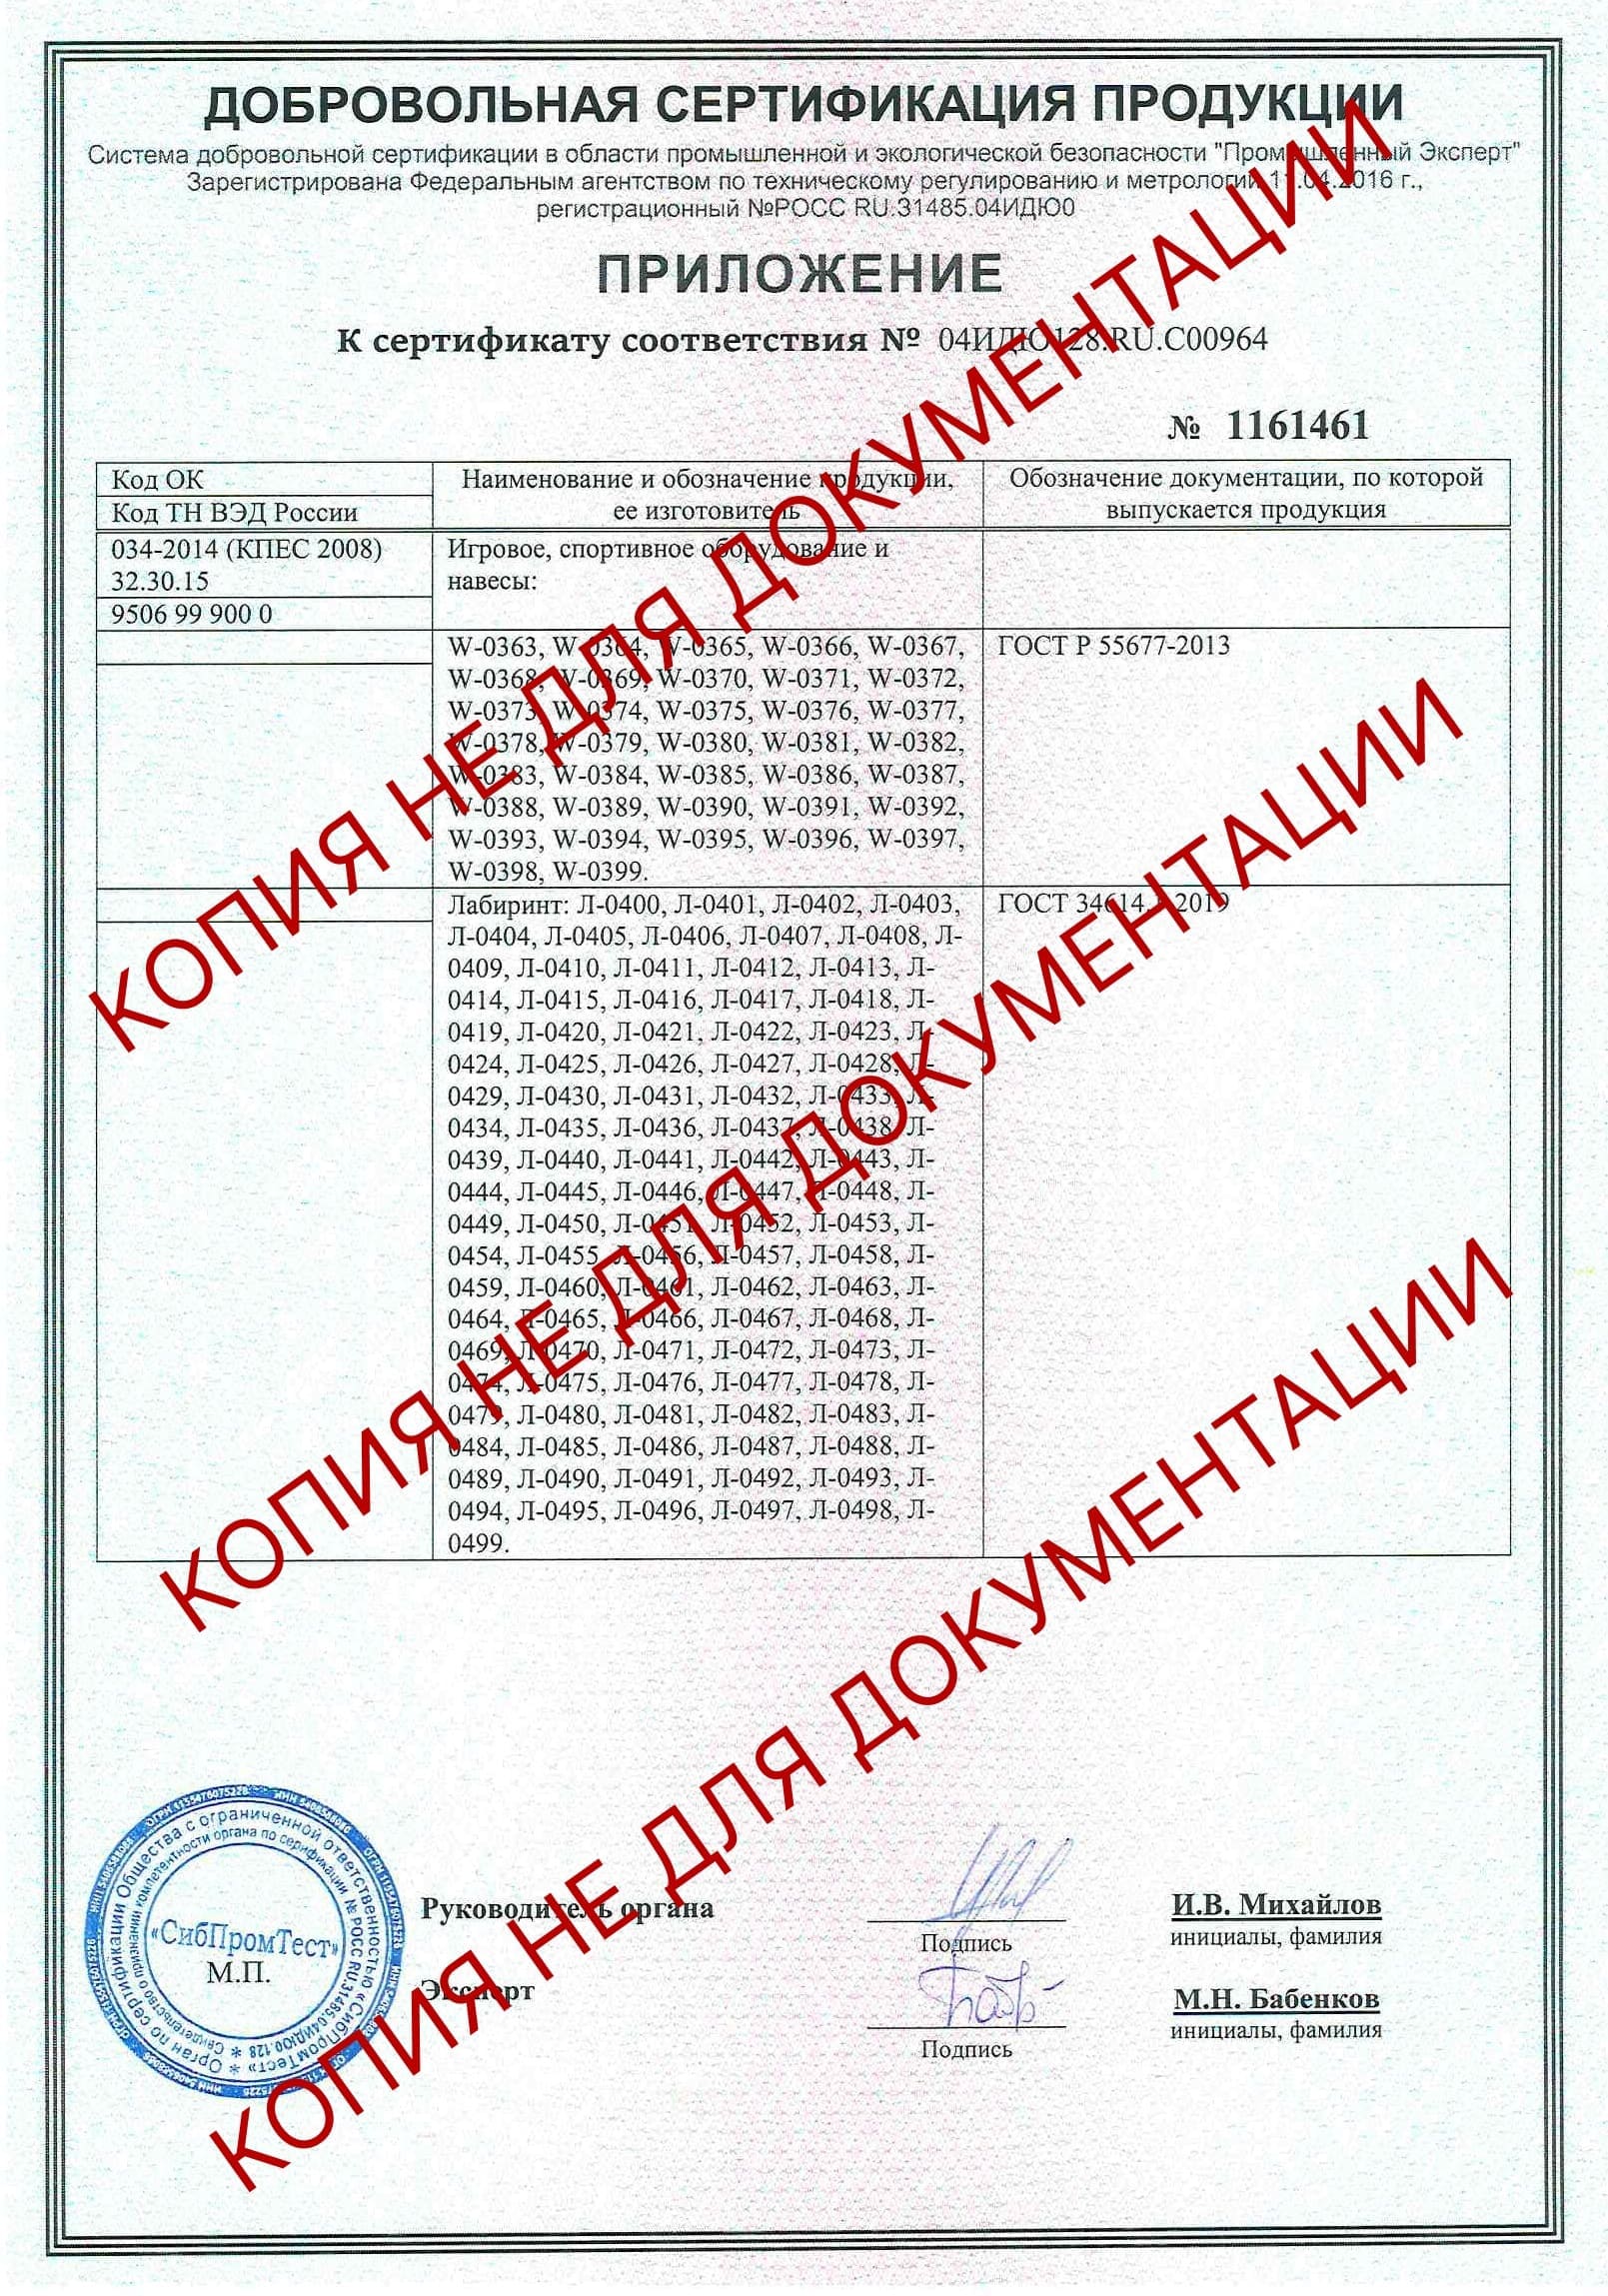 ДОБРОВОЛЬНАЯ СЕРТИФИКАЦИЯ ПРОДУКЦИИ
Система добровольной сертификации в области промышленной и экологической безопасности "Промышленный Эксперт"
Зарегистрирована Федеральным агентством по техническому регулированию и метрологии 11.04.2016 г.,
регистрационный №РОСС RU.31485.04ИДЮ0
ПРИЛОЖЕНИЕ
К сертификату соответствия № 04ИДЮ128.RU.С00964
№ 1161461
Код ОК
Код ТН ВЭД России
Наименование и обозначение продукции,
ее изготовитель
Обозначение документации, по которой
выпускается продукция
034-2014 (КПЕС 2008)
32.30.15
9506 99 900 0
Игровое, спортивное оборудование и
навесы:
W-0363, W-0364, W-0365, W-0366, W-0367,
W-0368, W-0369, W-0370, W-0371, W-0372,
W-0373, W-0374, W-0375, W-0376, W-0377,
W-0378, W-0379, W-0380, W-0381, W-0382,
W-0383, W-0384, W-0385, W-0386, W-0387,
W-0388, W-0389, W-0390, W-0391, W-0392,
W-0393, W-0394, W-0395, W-0396, W-0397,
W-0398, W-0399.
ГОСТ Р 55677-2013
Лабиринт: Л-0400, Л-0401, Л-0402, Л-0403,
Л-0404, Л-0405, Л-0406, Л-0407, Л-0408, Л-
0409, Л-0410, Л-0411, Л-0412, Л-0413, Л-
0414, Л-0415, Л-0416, Л-0417, Л-0418, Л-
0419, Л-0420, Л-0421, Л-0422, Л-0423, Л-
0424, Л-0425, Л-0426, Л-0427, Л-0428, Л-
0429, Л-0430, Л-0431, Л-0432, Л-0433, Л-
0434, Л-0435, Л-0436, Л-0437, Л-0438, Л-
0439, Л-0440, Л-0441, Л-0442, Л-0443, Л-
0444, Л-0445, Л-0446, Л-0447, Л-0448, Л-
0449, Л-0450, Л-0451, Л-0452, Л-0453, Л-
0454, Л-0455, Л-0456, Л-0457, Л-0458, Л-
0459, Л-0460, Л-0461, Л-0462, Л-0463, Л-
0464, Л-0465, Л-0466, Л-0467, Л-0468, Л-
0469, Л-0470, Л-0471, Л-0472, Л-0473, Л-
0474, Л-0475, Л-0476, Л-0477, Л-0478, Л-
0479, Л-0480, Л-0481, Л-0482, Л-0483, Л-
0484, Л-0485, Л-0486, Л-0487, Л-0488, Л-
0489, Л-0490, Л-0491, Л-0492, Л-0493, Л-
0494, Л-0495, Л-0496, Л-0497, Л-0498, Л-
0499.
ГОСТ 34614.1-2019
КОПИЯ НЕ ДЛЯ ДОКУМЕНТАЦИИ
КОПИЯ НЕ ДЛЯ ДОКУМЕНТАЦИИ
КОПИЯ НЕ ДЛЯ ДОКУМЕНТАЦИИ
Орган по сертификации Общества с ограниченной ответственностью «СибПромТест»
Свидетельство о признании компетентности органа по серификации № РОСС RU.31485.04ИДЮ0.128
«СибПромТест»
М.П.
Руководитель органа
Подпись
И.В. Михайлов
инициалы, фамилия
Эксперт
Подпись
М.Н. Бабенков
инициалы, фамилия